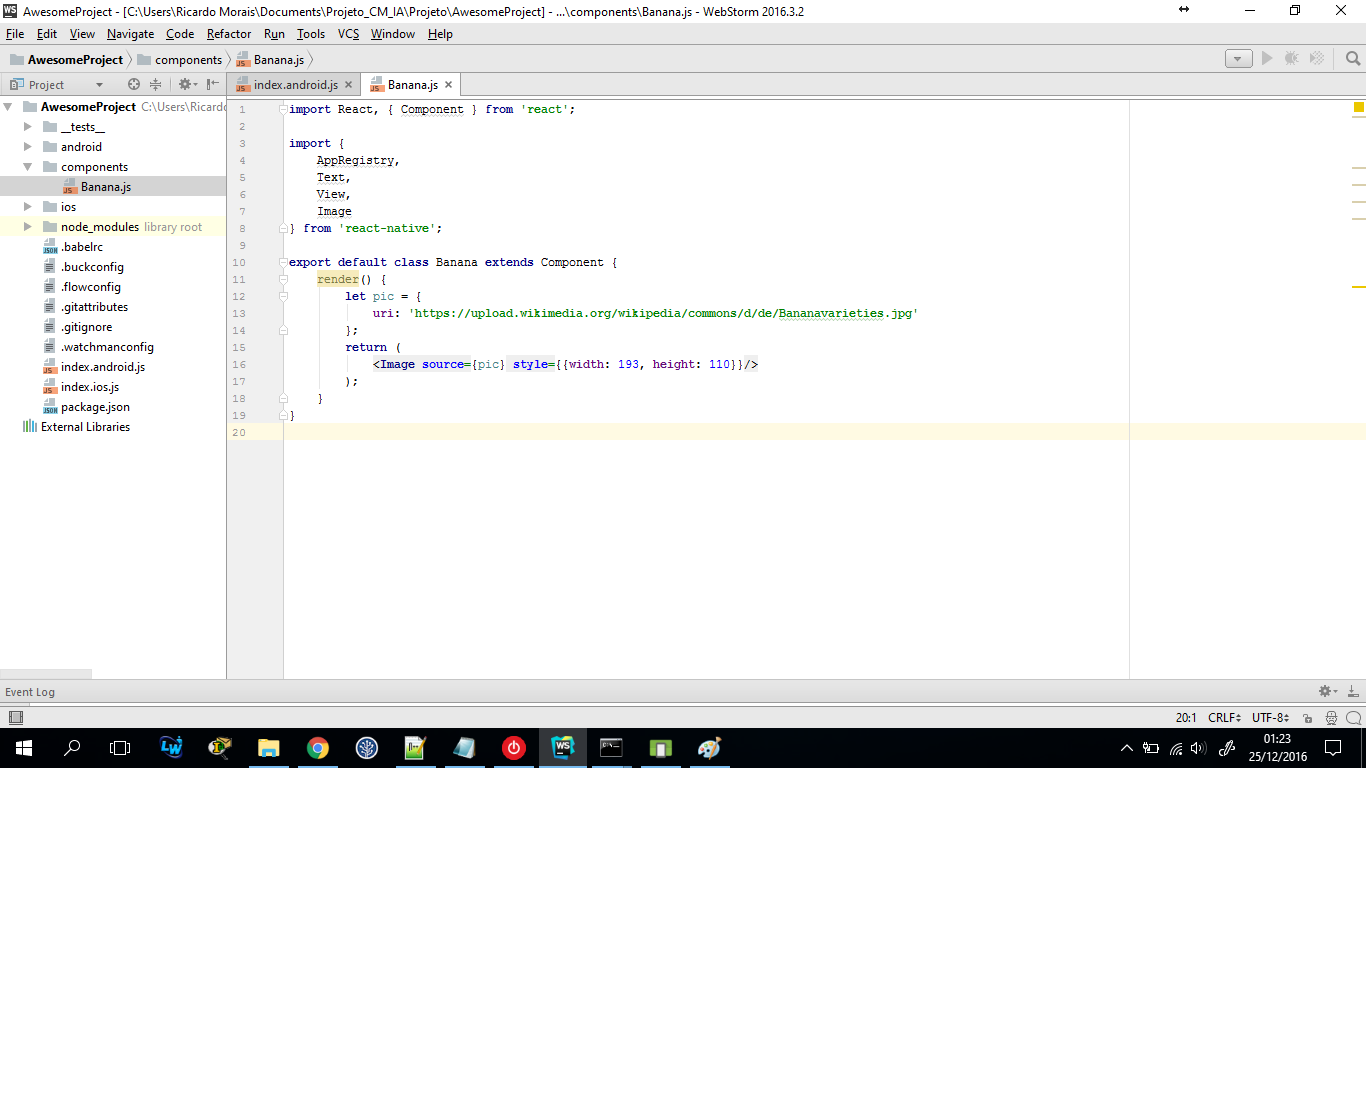 AwesomeProject - [C:\Users\Ricardo Morais\Documents\Projeto_CM_IA\Projeto\AwesomeProject] - ...\components\Banana.js - WebStorm 2016.3.2
File Edit View Navigate Code Refactor Run Tools VCS Window Help
AwesomeProject components Banana.js
Project
index.android.js Banana.js
AwesomeProject C:\Users\Ricardo
__tests__
android
components
Banana.js
ios
node_modules library root
.babelrc
.buckconfig
.flowconfig
.gitattributes
.gitignore
.watchmanconfig
index.android.js
index.ios.js
package.json
External Libraries
1 import React, { Component } from 'react';
2
3 import {
4 AppRegistry,
5 Text,
6 View,
7 Image
8 } from 'react-native';
9
10 export default class Banana extends Component {
11 render() {
12 let pic = {
13 uri: 'https://upload.wikimedia.org/wikipedia/commons/d/de/Bananavarieties.jpg'
14 };
15 return (
16 <Image source={pic} style={{width: 193, height: 110}}/>
17 );
18 }
19 }
20
Event Log
20:1 CRLF UTF-8
01:23
25/12/2016